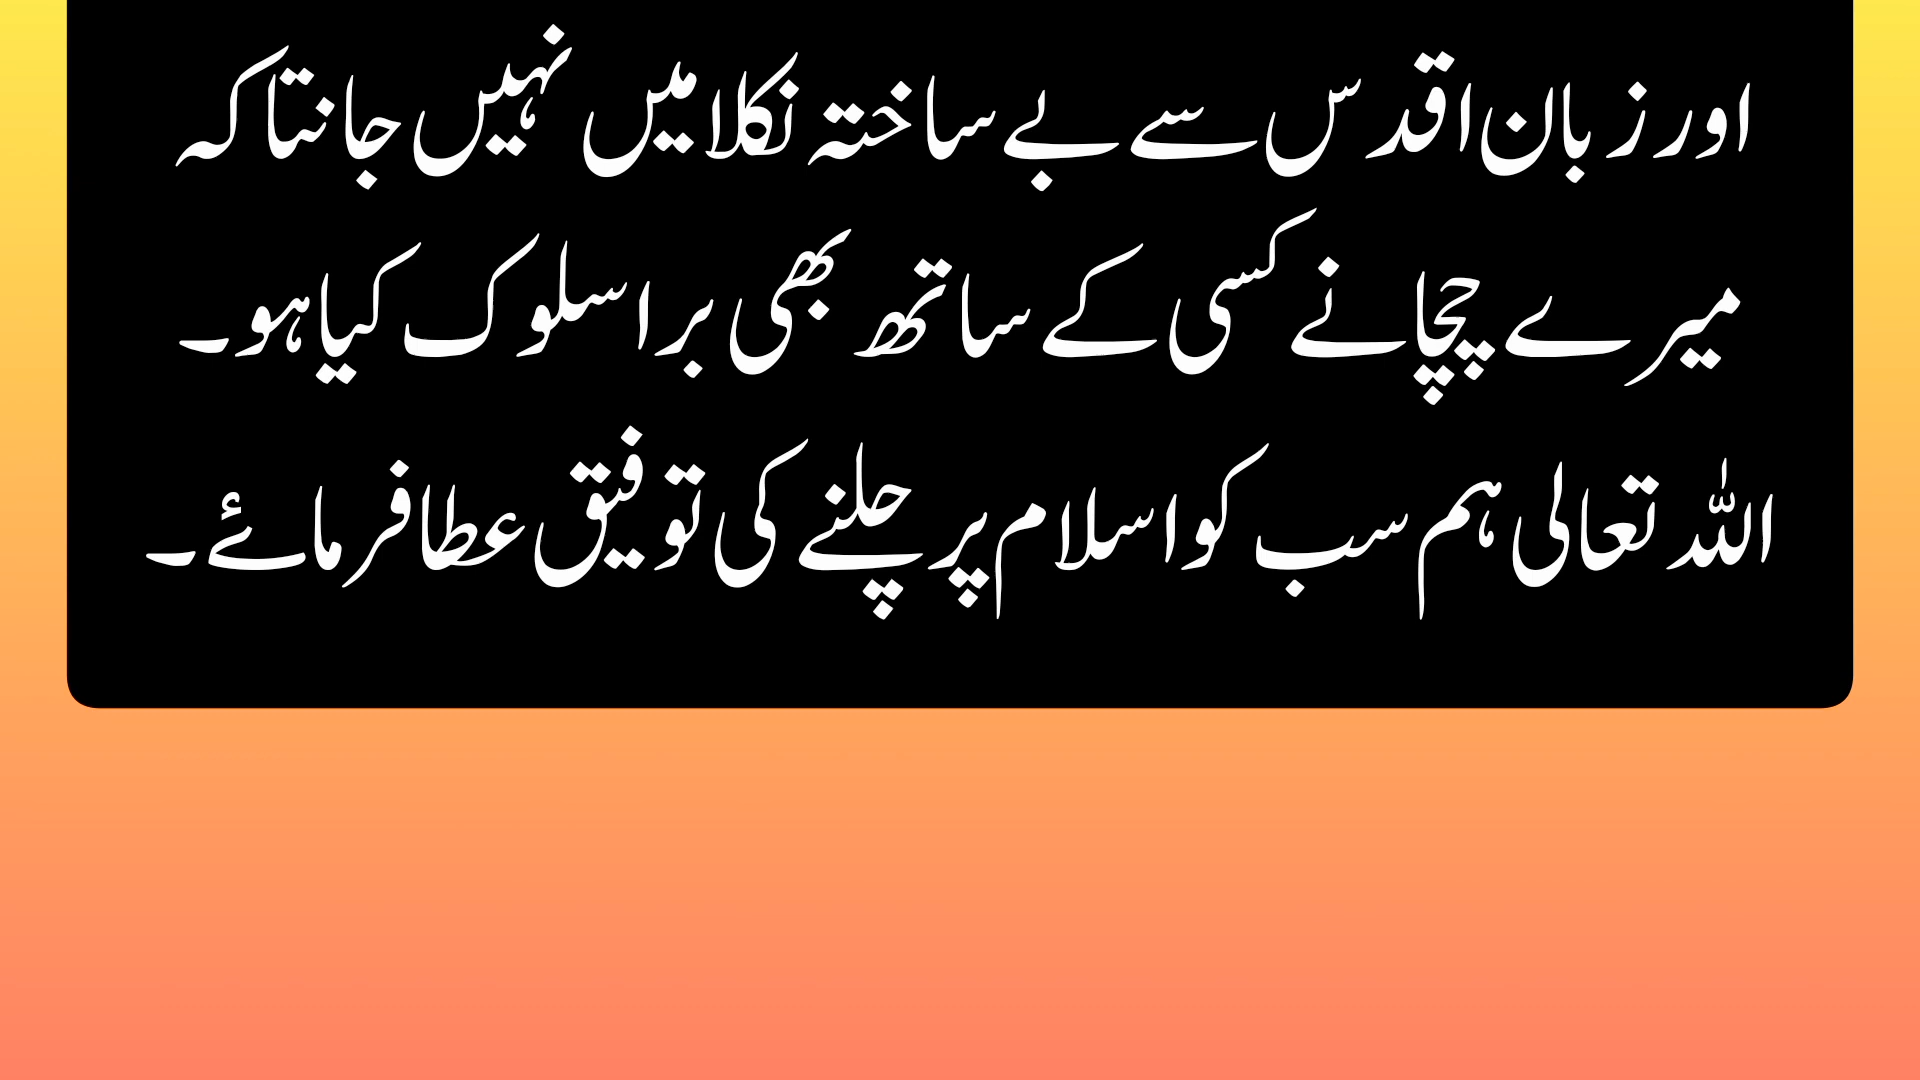 اور زبان اقدس سے بے ساختہ نکلا میں نہیں جانتا کہ
میرے چچا نے کسی کے ساتھ بھی برا سلوک کیا ہو۔
اللہ تعالی ہم سب کو اسلام پر چلنے کی توفیق عطا فرمائے۔